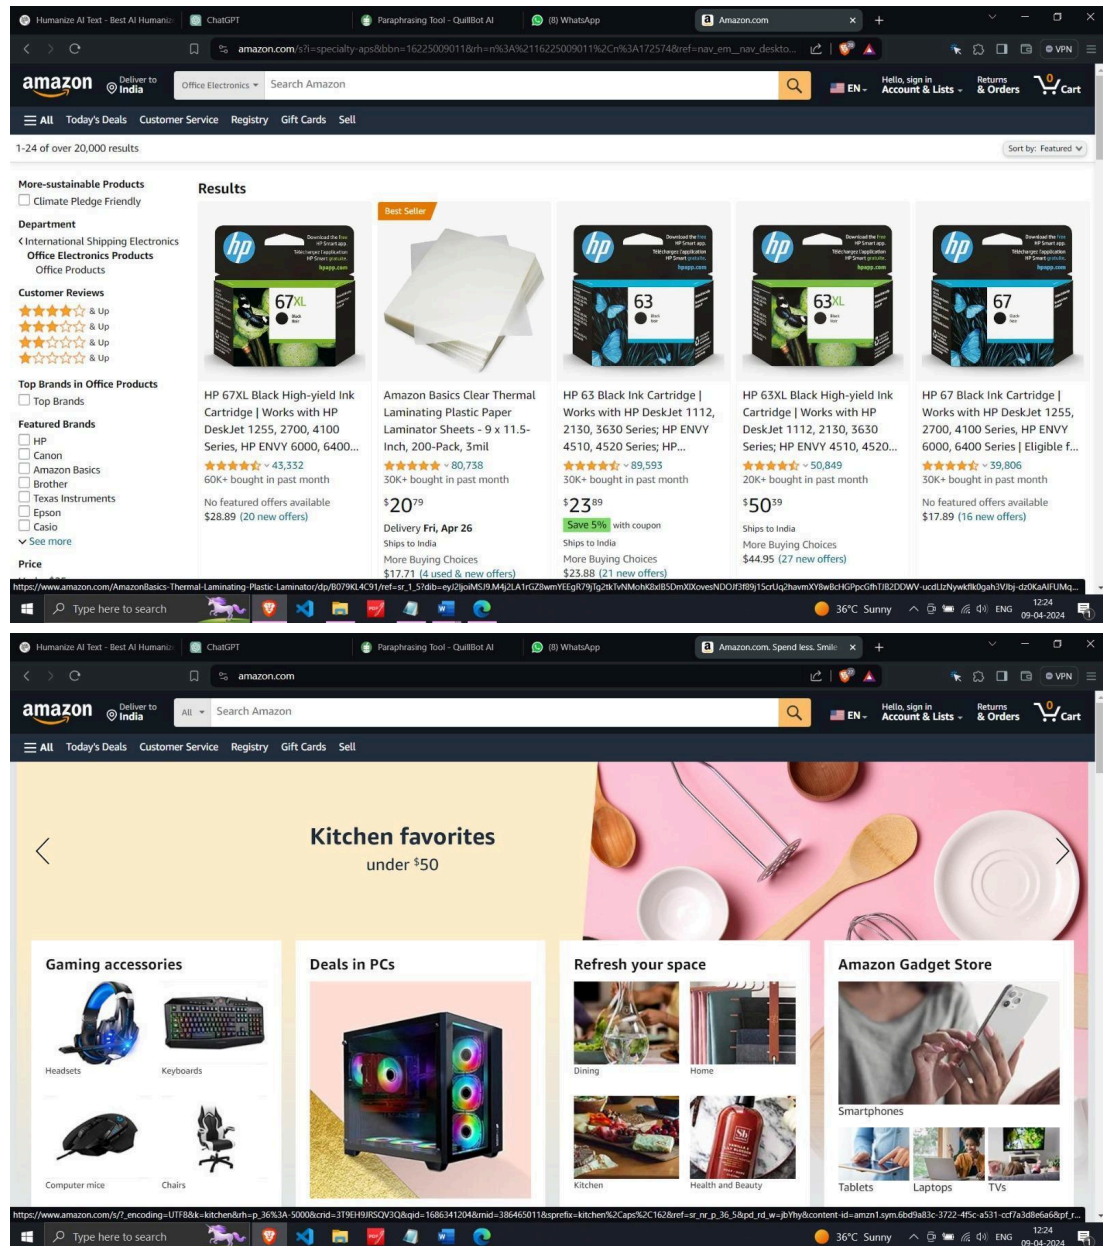 Humanize AI Text - Best AI Humaniz
ChatGPT
Paraphrasing Tool - QuillBot AI
(8) WhatsApp
Amazon.com
VPN
amazon
Deliver to
India
Office Electronics
Search Amazon
EN
Hello, sign in
Account & Lists
Returns
& Orders
0
Cart
All Today's Deals Customer Service Registry Gift Cards Sell
1-24 of over 20,000 results
Sort by: Featured
More-sustainable Products
Climate Pledge Friendly
Department
International Shipping Electronics
Office Electronics Products
Office Products
Customer Reviews
& Up
& Up
& Up
& Up
Top Brands in Office Products
Top Brands
Featured Brands
HP
Canon
Amazon Basics
Brother
Texas Instruments
Epson
Casio
See more
Price
Results
hp
67XL
HP 67XL Black High-yield Ink
Cartridge | Works with HP
DeskJet 1255, 2700, 4100
Series, HP ENVY 6000, 6400...
43,332
60K+ bought in past month
No featured offers available
$28.89 (20 new offers)
Best Seller
Amazon Basics Clear Thermal
Laminating Plastic Paper
Laminator Sheets - 9 x 11.5-
Inch, 200-Pack, 3mil
80,738
30K+ bought in past month
$20 79
Delivery Fri, Apr 26
Ships to India
More Buying Choices
$17.71 (4 used & new offers)
hp
63
HP 63 Black Ink Cartridge |
Works with HP DeskJet 1112,
2130, 3630 Series; HP ENVY
4510, 4520 Series; HP...
89,593
30K+ bought in past month
$23 89
Save 5% with coupon
Ships to India
More Buying Choices
$23.88 (21 new offers)
hp
63XL
HP 63XL Black High-yield Ink
Cartridge | Works with HP
DeskJet 1112, 2130, 3630
Series; HP ENVY 4510, 4520...
50,849
20K+ bought in past month
$50 39
Ships to India
More Buying Choices
$44.95 (27 new offers)
hp
67
HP 67 Black Ink Cartridge |
Works with HP DeskJet 1255,
2700, 4100 Series, HP ENVY
6000, 6400 Series | Eligible f...
39,806
30K+ bought in past month
No featured offers available
$17.89 (16 new offers)
Type here to search
36°C Sunny
ENG
12:24
09-04-2024
Humanize AI Text - Best AI Humaniz
ChatGPT
Paraphrasing Tool - QuillBot AI
(8) WhatsApp
Amazon.com. Spend less. Smile
amazon.com
VPN
amazon
Deliver to
India
All
Search Amazon
EN
Hello, sign in
Account & Lists
Returns
& Orders
0
Cart
All Today's Deals Customer Service Registry Gift Cards Sell
Kitchen favorites
under $50
Gaming accessories
Headsets
Keyboards
Computer mice
Chairs
Deals in PCs
Refresh your space
Dining
Home
Kitchen
Health and Beauty
Amazon Gadget Store
Smartphones
Tablets
Laptops
TVs
Type here to search
36°C Sunny
ENG
12:24
09-04-2024